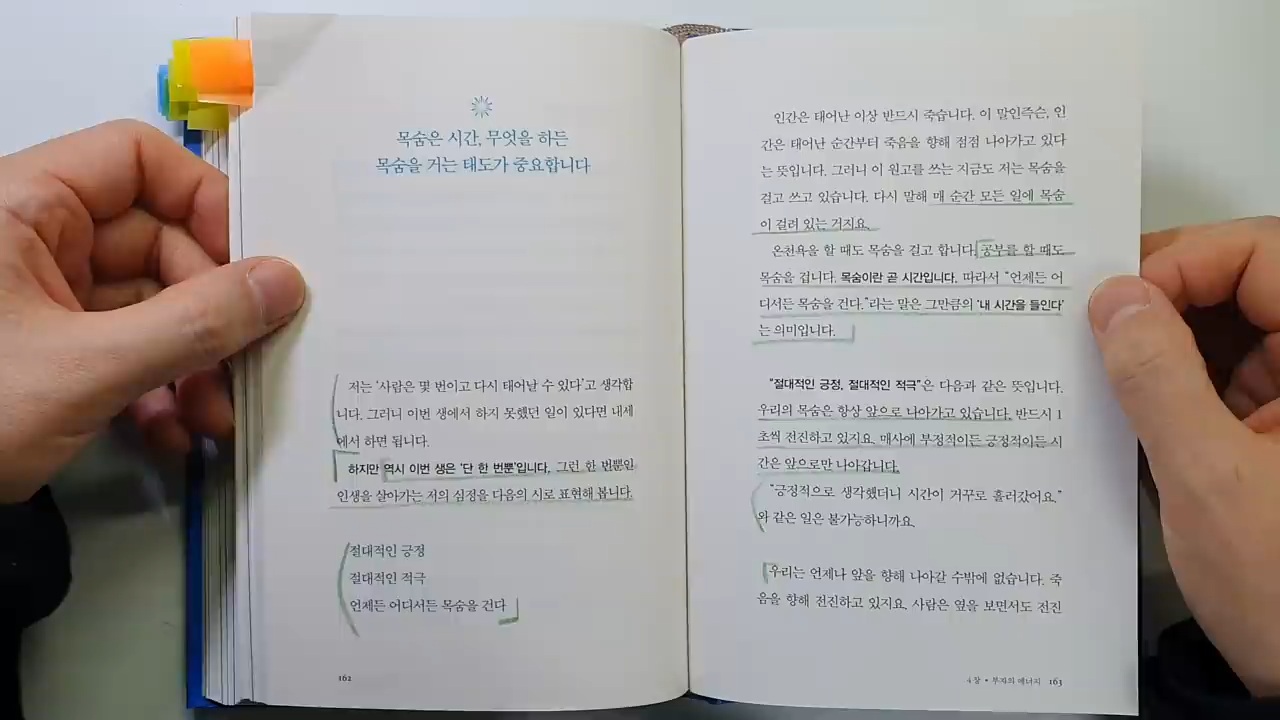 목숨은 시간, 무엇을 하든
목숨을 거는 태도가 중요합니다
저는 ‘사람은 몇 번이고 다시 태어날 수 있다’고 생각합
니다. 그러니 이번 생에서 하지 못했던 일이 있다면 내세
에서 하면 됩니다.
하지만 역시 이번 생은 ‘단 한 번뿐’입니다. 그런 한 번뿐인
인생을 살아가는 저의 심정을 다음의 시로 표현해 봅니다.
절대적인 긍정
절대적인 적극
언제든 어디서든 목숨을 건다
162
인간은 태어난 이상 반드시 죽습니다. 이 말인즉슨, 인
간은 태어난 순간부터 죽음을 향해 점점 나아가고 있다
는 뜻입니다. 그러니 이 원고를 쓰는 지금도 저는 목숨을
걸고 쓰고 있습니다. 다시 말해 매 순간 모든 일에 목숨
이 걸려 있는 거지요.
온천욕을 할 때도 목숨을 걸고 합니다. 공부를 할 때도
목숨을 겁니다. 목숨이란 곧 시간입니다. 따라서 “언제든 어
디서든 목숨을 건다.”라는 말은 그만큼의 ‘내 시간을 들인다’
는 의미입니다.
“절대적인 긍정, 절대적인 적극”은 다음과 같은 뜻입니다.
우리의 목숨은 항상 앞으로 나아가고 있습니다. 반드시 1
초씩 전진하고 있지요. 매사에 부정적이든 긍정적이든 시
간은 앞으로만 나아갑니다.
“긍정적으로 생각했더니 시간이 거꾸로 흘러갔어요.”
와 같은 일은 불가능하니까요.
우리는 언제나 앞을 향해 나아갈 수밖에 없습니다. 죽
음을 향해 전진하고 있지요. 사람은 옆을 보면서도 전진
4장 • 부자의 에너지 163